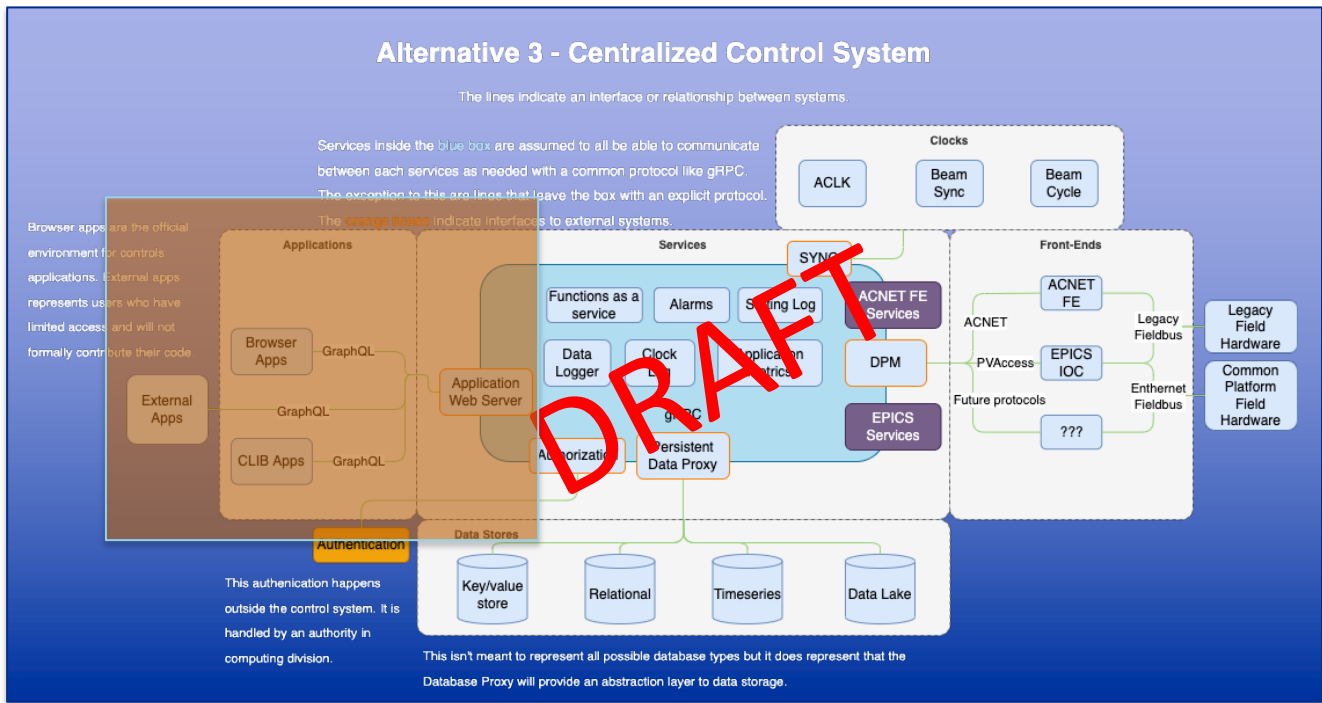 Alternative 3 - Centralized Control System
The lines indicate an interface or relationship between systems.
Services inside the blue box are assumed to all be able to communicate
between each services as needed with a common protocol like gRPC.
The exception to this are lines that leave the box with an explicit protocol.
The orange boxes indicate interfaces to external systems.
Clocks
ACLK
Beam
Sync
Beam
Cycle
Browser apps are the official
environment for controls
applications. External apps
represents users who have
limited access and will not
formally contribute their code
Applications
Browser
Apps
GraphQL
External
Apps
GraphQL
CLIB Apps
GraphQL
Services
SYNC
Functions as a
service
Alarms
Setting Log
ACNET FE
Services
Data
Logger
Clock
Log
Application
Metrics
DPM
Application
Web Server
gRPC
EPICS
Services
Authorization
Persistent
Data Proxy
DRAFT
Front-Ends
ACNET
FE
ACNET
PVAccess
EPICS
IOC
Future protocols
???
Legacy
Fieldbus
Enthernet
Fieldbus
Legacy
Field
Hardware
Common
Platform
Field
Hardware
Authentication
This authenication happens
outside the control system. It is
handled by an authority in
computing division.
Data Stores
Key/value
store
Relational
Timeseries
Data Lake
This isn't meant to represent all possible database types but it does represent that the
Database Proxy will provide an abstraction layer to data storage.